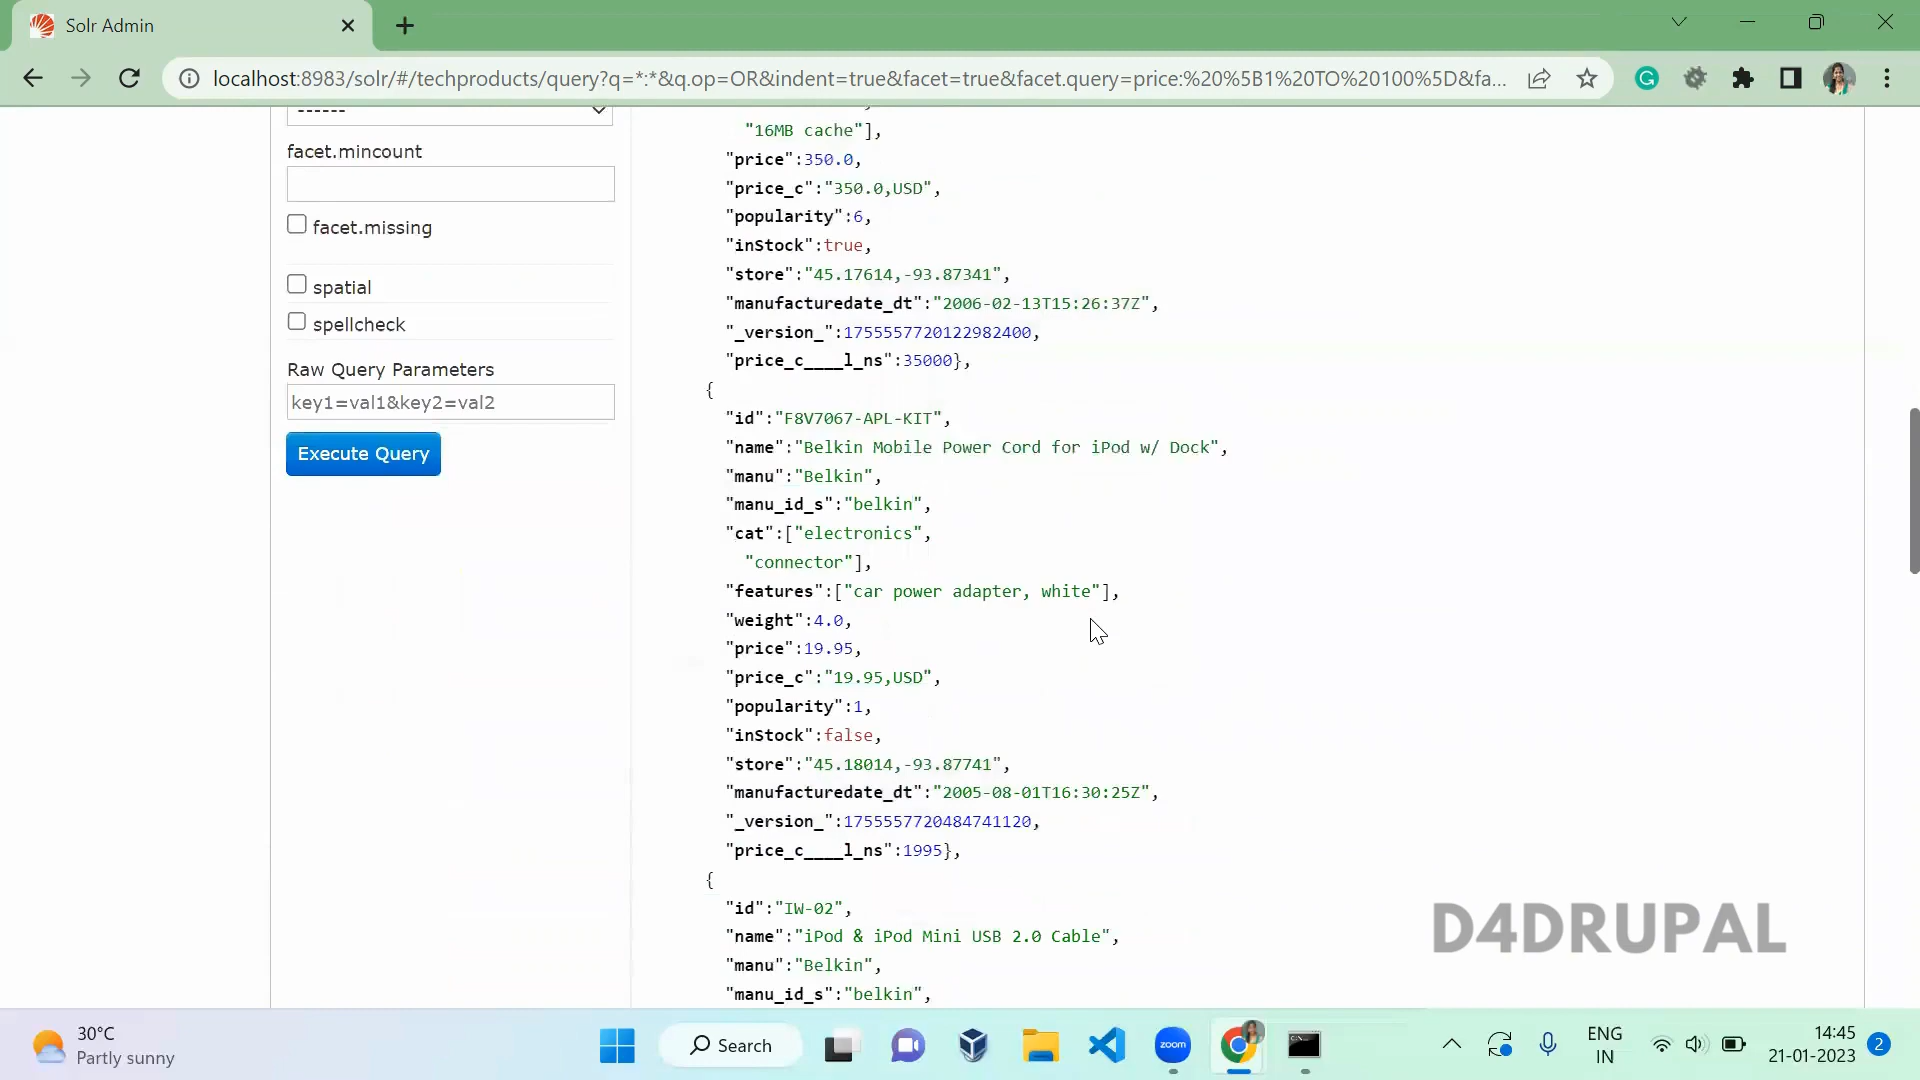 Solr Admin
localhost:8983/solr/#/techproducts/query?q=*:*&q.op=OR&indent=true&facet=true&facet.query=price:%20%5B1%20TO%20100%5D&fa...
------
facet.mincount
facet.missing
spatial
spellcheck
Raw Query Parameters
key1=val1&key2=val2
Execute Query
"16MB cache"],
"price":350.0,
"price_c":"350.0,USD",
"popularity":6,
"inStock":true,
"store":"45.17614,-93.87341",
"manufacturedate_dt":"2006-02-13T15:26:37Z",
"_version_":1755557720122982400,
"price_c____l_ns":35000},
{
"id":"F8V7067-APL-KIT",
"name":"Belkin Mobile Power Cord for iPod w/ Dock",
"manu":"Belkin",
"manu_id_s":"belkin",
"cat":["electronics",
"connector"],
"features":["car power adapter, white"],
"weight":4.0,
"price":19.95,
"price_c":"19.95,USD",
"popularity":1,
"inStock":false,
"store":"45.18014,-93.87741",
"manufacturedate_dt":"2005-08-01T16:30:25Z",
"_version_":1755557720484741120,
"price_c____l_ns":1995},
{
"id":"IW-02",
"name":"iPod & iPod Mini USB 2.0 Cable",
"manu":"Belkin",
"manu_id_s":"belkin",
D4DRUPAL
30°C
Partly sunny
Search
zoom
ENG
IN
14:45
21-01-2023
2